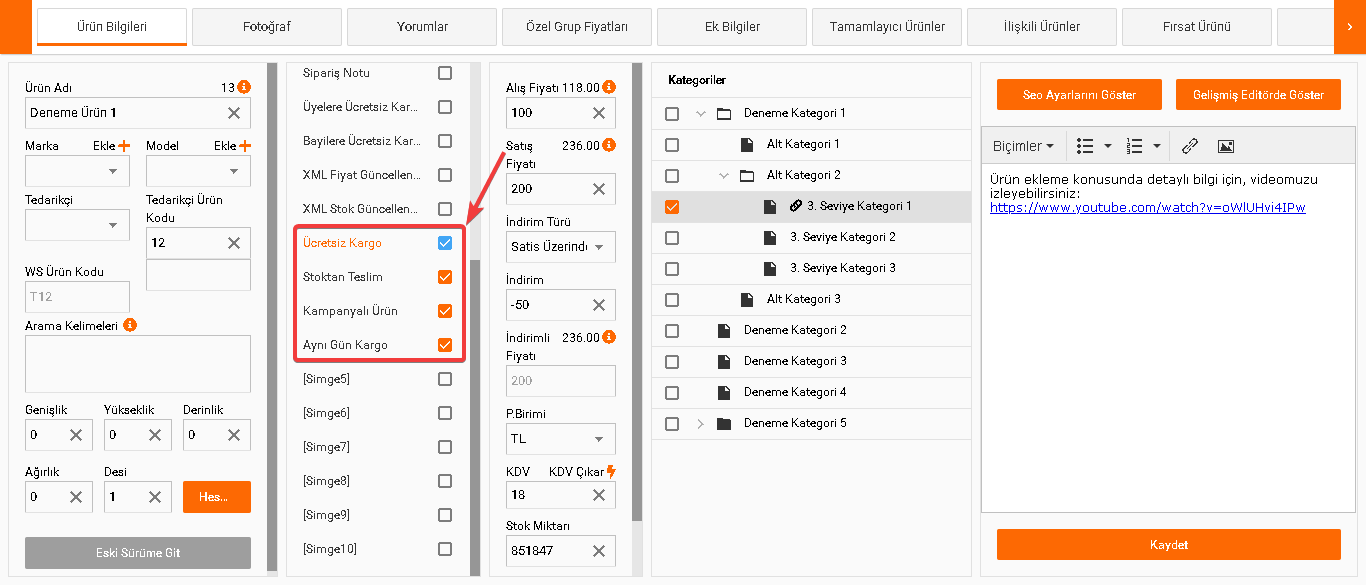 Ürün Bilgileri
Fotoğraf
Yorumlar
Özel Grup Fiyatları
Ek Bilgiler
Tamamlayıcı Ürünler
İlişkili Ürünler
Fırsat Ürünü
Ürün Adı 13
Deneme Ürün 1
Marka Ekle
Model Ekle
Tedarikçi
Tedarikçi Ürün
Kodu
12
WS Ürün Kodu
T12
Arama Kelimeleri
Genişlik
Yükseklik
Derinlik
0
0
0
Ağırlık
Desi
0
1
Hes...
Eski Sürüme Git
Sipariş Notu
Üyelere Ücretsiz Kar...
Bayilere Ücretsiz Kar...
XML Fiyat Güncellen...
XML Stok Güncellen...
Ücretsiz Kargo
Stoktan Teslim
Kampanyalı Ürün
Aynı Gün Kargo
[Simge5]
[Simge6]
[Simge7]
[Simge8]
[Simge9]
[Simge10]
Alış Fiyatı 118.00
100
Satış 236.00
Fiyatı
200
İndirim Türü
Satis Üzerinde
İndirim
-50
İndirimli 236.00
Fiyatı
200
P.Birimi
TL
KDV KDV Çıkar
18
Stok Miktarı
851847
Kategoriler
Deneme Kategori 1
Alt Kategori 1
Alt Kategori 2
3. Seviye Kategori 1
3. Seviye Kategori 2
3. Seviye Kategori 3
Alt Kategori 3
Deneme Kategori 2
Deneme Kategori 3
Deneme Kategori 4
Deneme Kategori 5
Seo Ayarlarını Göster
Gelişmiş Editörde Göster
Biçimler
Ürün ekleme konusunda detaylı bilgi için, videomuzu
izleyebilirsiniz:
https://www.youtube.com/watch?v=oWlUHvi4IPw
Kaydet